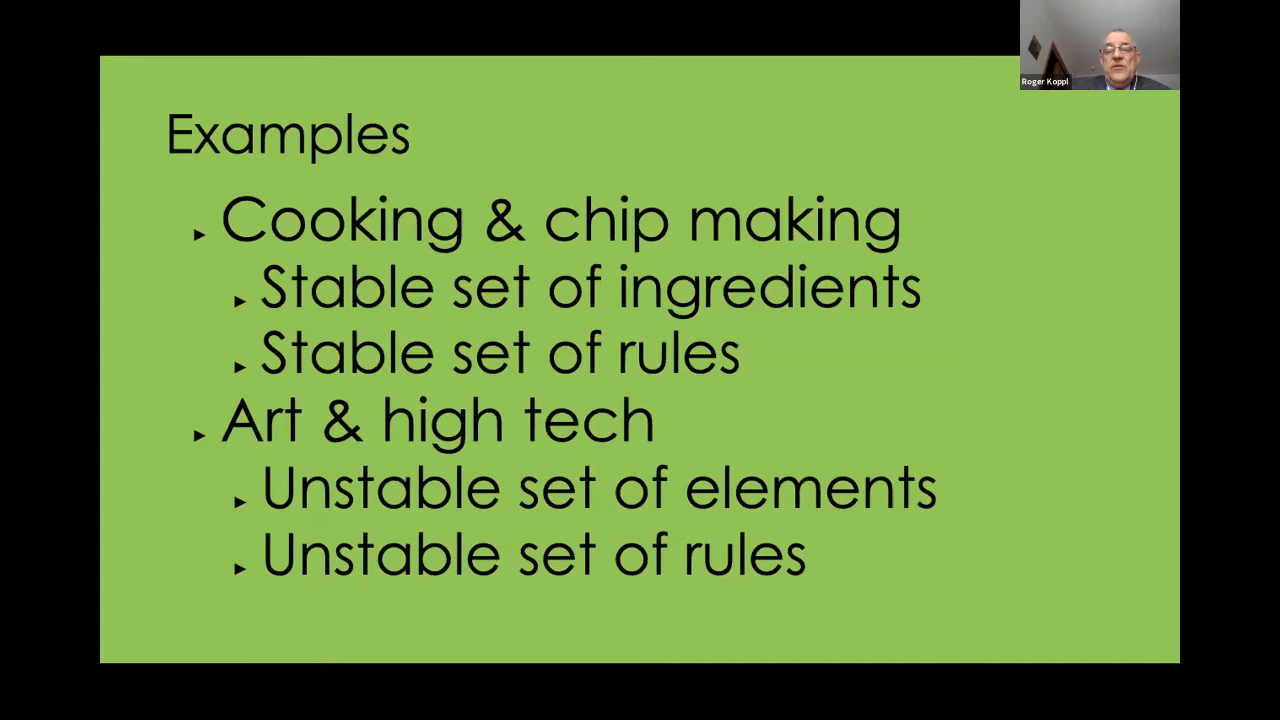 Roger Koppl
Examples
Cooking & chip making
Stable set of ingredients
Stable set of rules
Art & high tech
Unstable set of elements
Unstable set of rules